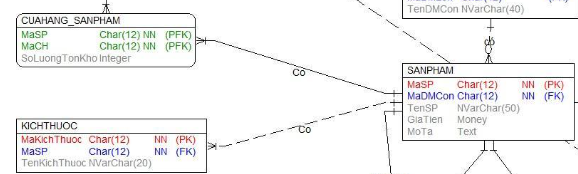 TenDMCon NVarChar(40)
CUAHANG_SANPHAM
MaSP Char(12) NN (PFK)
MaCH Char(12) NN (PFK)
SoLuongTonKho Integer
Co
SANPHAM
MaSP Char(12) NN (PK)
MaDMCon Char(12) NN (FK)
TenSP NVarChar(50)
GiaTien Money
MoTa Text
Co
KICHTHUOC
MaKichThuoc Char(12) NN (PK)
MaSP Char(12) NN (FK)
TenKichThuoc NVarChar(20)